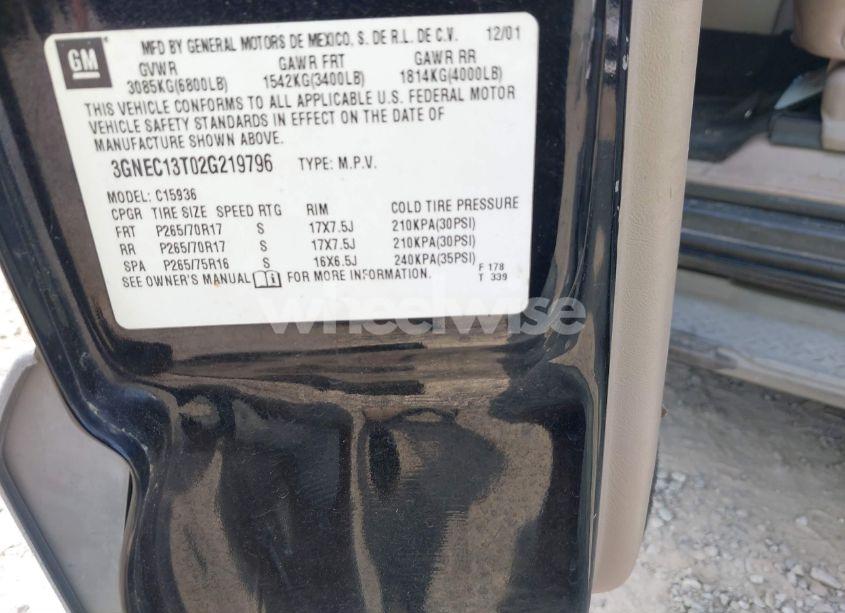 GM
MFD BY GENERAL MOTORS DE MEXICO, S. DE R.L. DE C.V. 12/01
GVWR GAWR FRT GAWR RR
3085KG(6800LB) 1542KG(3400LB) 1814KG(4000LB)
THIS VEHICLE CONFORMS TO ALL APPLICABLE U.S. FEDERAL MOTOR
VEHICLE SAFETY STANDARDS IN EFFECT ON THE DATE OF
MANUFACTURE SHOWN ABOVE.
3GNEC13T02G219796 TYPE: M.P.V.
MODEL: C15936
CPGR TIRE SIZE SPEED RTG RIM COLD TIRE PRESSURE
FRT P265/70R17 S 17X7.5J 210KPA(30PSI)
RR P265/70R17 S 17X7.5J 210KPA(30PSI)
SPA P265/75R16 S 16X6.5J 240KPA(35PSI)
SEE OWNER'S MANUAL FOR MORE INFORMATION. F 178
T 339
wheelwise